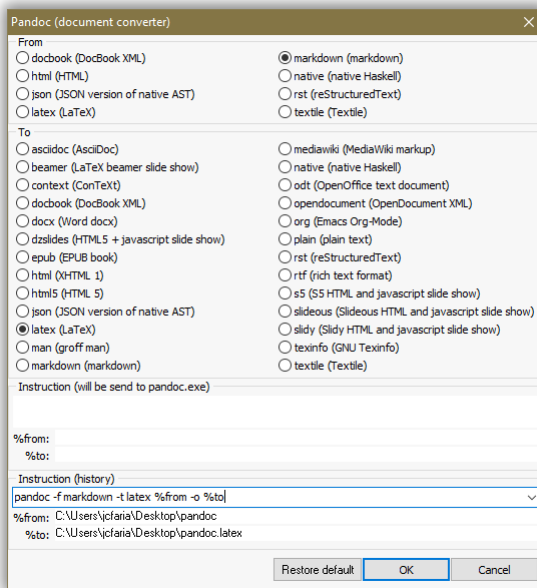 Pandoc (document converter)
From
docbook (DocBook XML)
html (HTML)
json (JSON version of native AST)
latex (LaTeX)
markdown (markdown)
native (native Haskell)
rst (reStructuredText)
textile (Textile)
To
asciidoc (AsciiDoc)
beamer (LaTeX beamer slide show)
context (ConTeXt)
docbook (DocBook XML)
docx (Word docx)
dzslides (HTML5 + javascript slide show)
epub (EPUB book)
html (XHTML 1)
html5 (HTML 5)
json (JSON version of native AST)
latex (LaTeX)
man (groff man)
markdown (markdown)
mediawiki (MediaWiki markup)
native (native Haskell)
odt (OpenOffice text document)
opendocument (OpenDocument XML)
org (Emacs Org-Mode)
plain (plain text)
rst (reStructuredText)
rtf (rich text format)
s5 (S5 HTML and javascript slide show)
slideous (Slideous HTML and javascript slide show)
slidy (Slidy HTML and javascript slide show)
texinfo (GNU Texinfo)
textile (Textile)
Instruction (will be send to pandoc.exe)
%from:
%to:
Instruction (history)
pandoc -f markdown -t latex %from -o %to
%from: C:\Users\jcfaria\Desktop\pandoc
%to: C:\Users\jcfaria\Desktop\pandoc.latex
Restore default OK Cancel